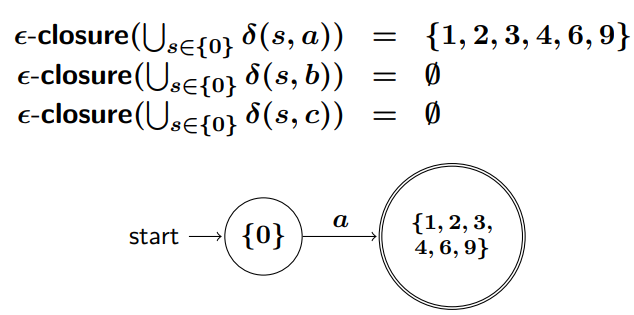 ϵ-closure(⋃s∈{0} δ(s, a)) = {1, 2, 3, 4, 6, 9}
ϵ-closure(⋃s∈{0} δ(s, b)) = ∅
ϵ-closure(⋃s∈{0} δ(s, c)) = ∅
start {0} a {1, 2, 3,
4, 6, 9}